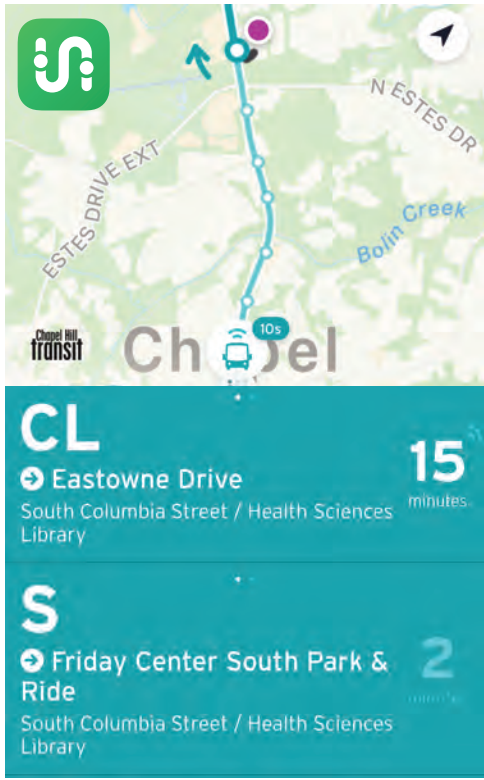 N ESTES DR
ESTES DRIVE EXT
Bolin Creek
10s
Chapel Hill
transit
CL
Eastowne Drive
South Columbia Street / Health Sciences
Library
15
minutes
S
Friday Center South Park &
Ride
South Columbia Street / Health Sciences
Library
2